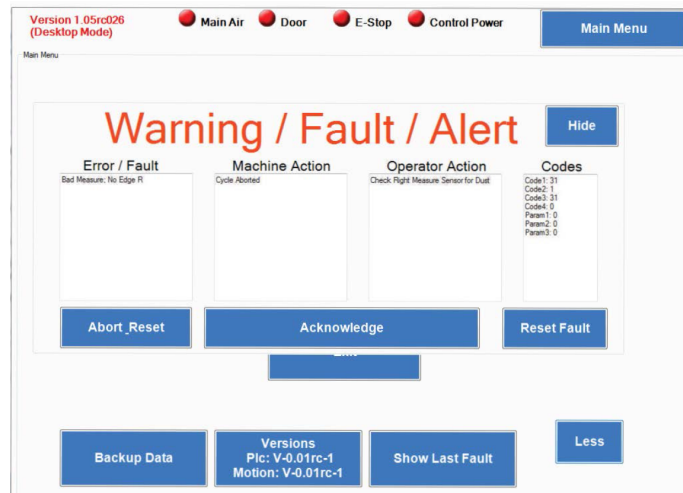 Version 1.05rc026
(Desktop Mode)
Main Air
Door
E-Stop
Control Power
Main Menu
Main Menu
Warning / Fault / Alert
Hide
Error / Fault
Machine Action
Operator Action
Codes
Bad Measure; No Edge R
Cycle Aborted
Check Right Measure Sensor for Dust
Code1: 31
Code2: 1
Code3: 31
Code4: 0
Param1: 0
Param2: 0
Param3: 0
Abort_Reset
Acknowledge
Reset Fault
Less
Backup Data
Versions
Plc: V-0.01rc-1
Motion: V-0.01rc-1
Show Last Fault